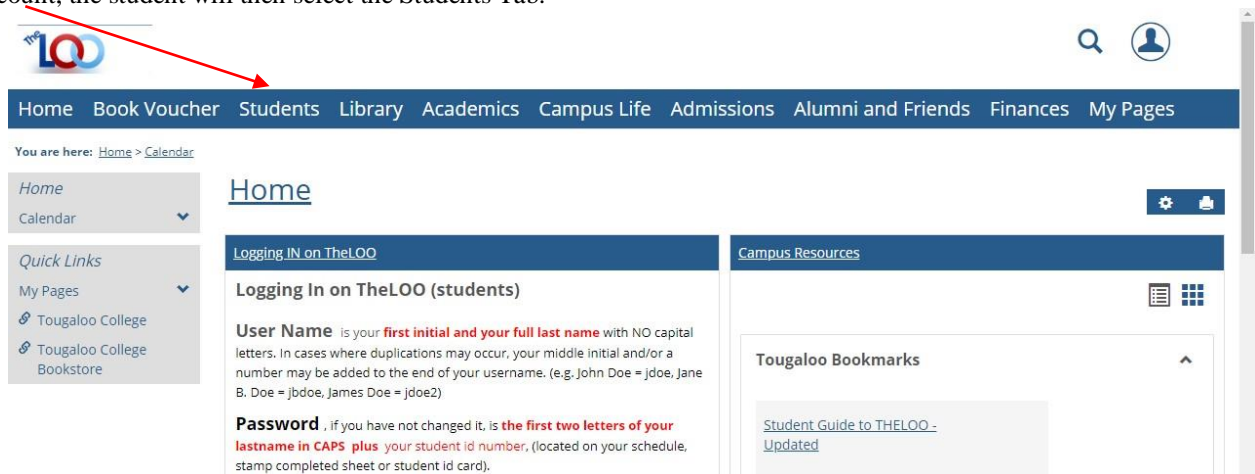 count, the student will then select the Students Tab.
The LOO
Home Book Voucher Students Library Academics Campus Life Admissions Alumni and Friends Finances My Pages
You are here: Home > Calendar
Home
Calendar
Quick Links
My Pages
Tougaloo College
Tougaloo College
Bookstore
Home
Logging IN on TheLOO
Logging In on TheLOO (students)
User Name is your first initial and your full last name with NO capital
letters. In cases where duplications may occur, your middle initial and/or a
number may be added to the end of your username. (e.g. John Doe = jdoe, Jane
B. Doe = jbdoe, James Doe = jdoe2)
Password , if you have not changed it, is the first two letters of your
lastname in CAPS plus your student id number, (located on your schedule,
stamp completed sheet or student id card).
Campus Resources
Tougaloo Bookmarks
Student Guide to THELOO -
Updated